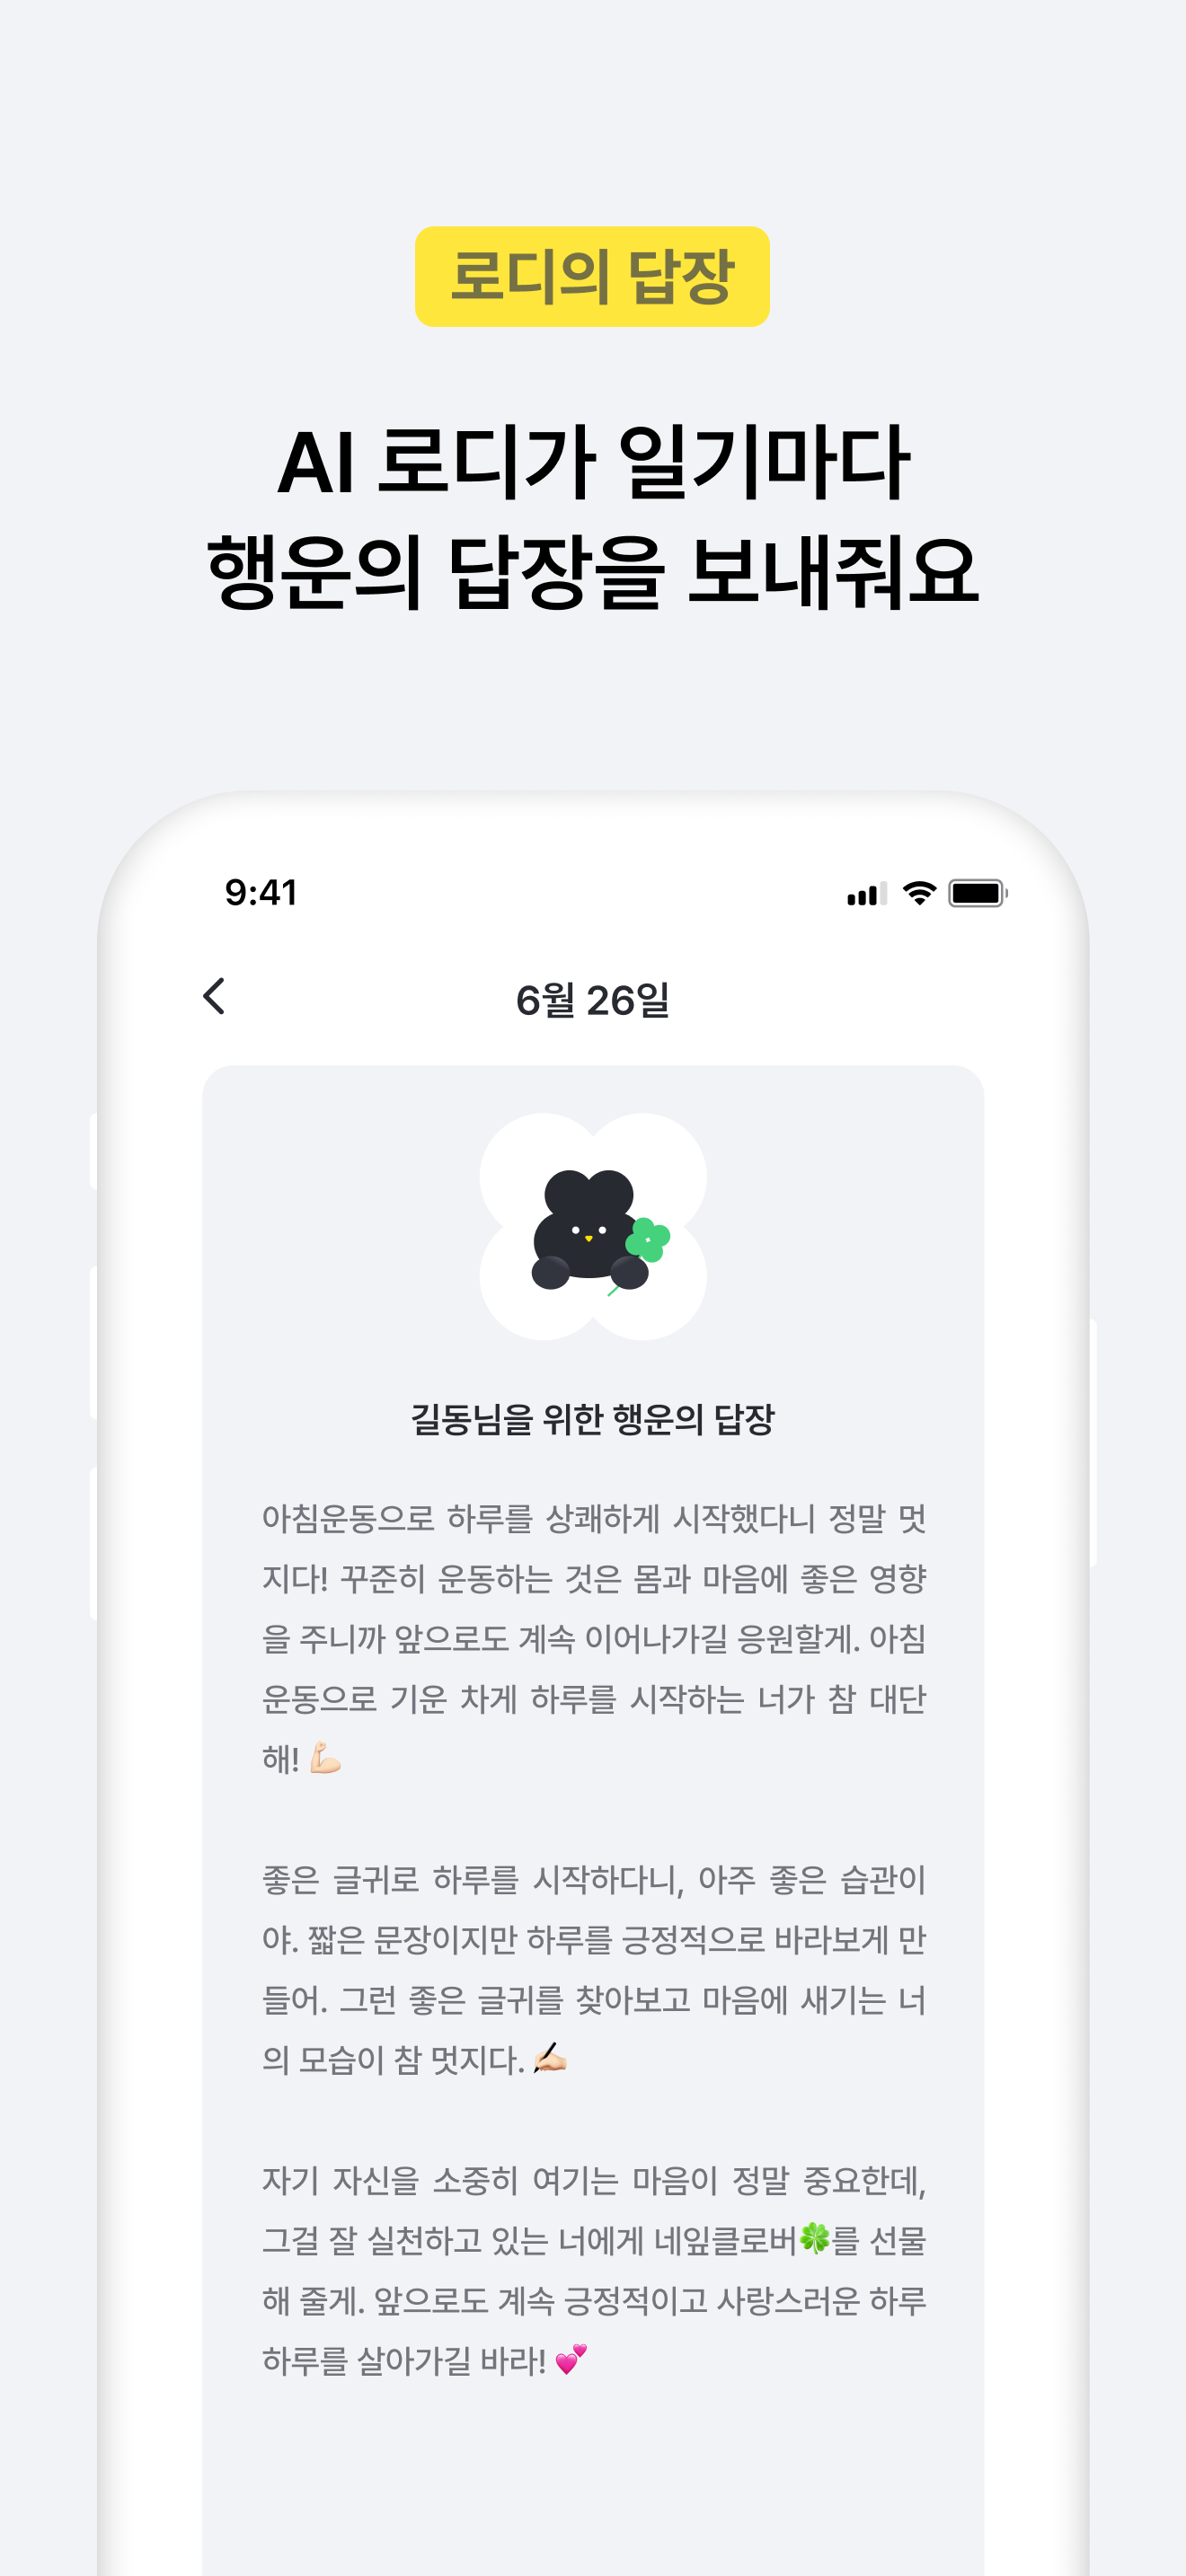 로디의 답장
AI 로디가 일기마다
행운의 답장을 보내줘요
9:41
6월 26일
길동님을 위한 행운의 답장
아침운동으로 하루를 상쾌하게 시작했다니 정말 멋
지다! 꾸준히 운동하는 것은 몸과 마음에 좋은 영향
을 주니까 앞으로도 계속 이어나가길 응원할게. 아침
운동으로 기운 차게 하루를 시작하는 너가 참 대단
해! 💪🏻
좋은 글귀로 하루를 시작하다니, 아주 좋은 습관이
야. 짧은 문장이지만 하루를 긍정적으로 바라보게 만
들어. 그런 좋은 글귀를 찾아보고 마음에 새기는 너
의 모습이 참 멋지다. ✍🏻
자기 자신을 소중히 여기는 마음이 정말 중요한데,
그걸 잘 실천하고 있는 너에게 네잎클로버🍀를 선물
해 줄게. 앞으로도 계속 긍정적이고 사랑스러운 하루
하루를 살아가길 바라! 💕